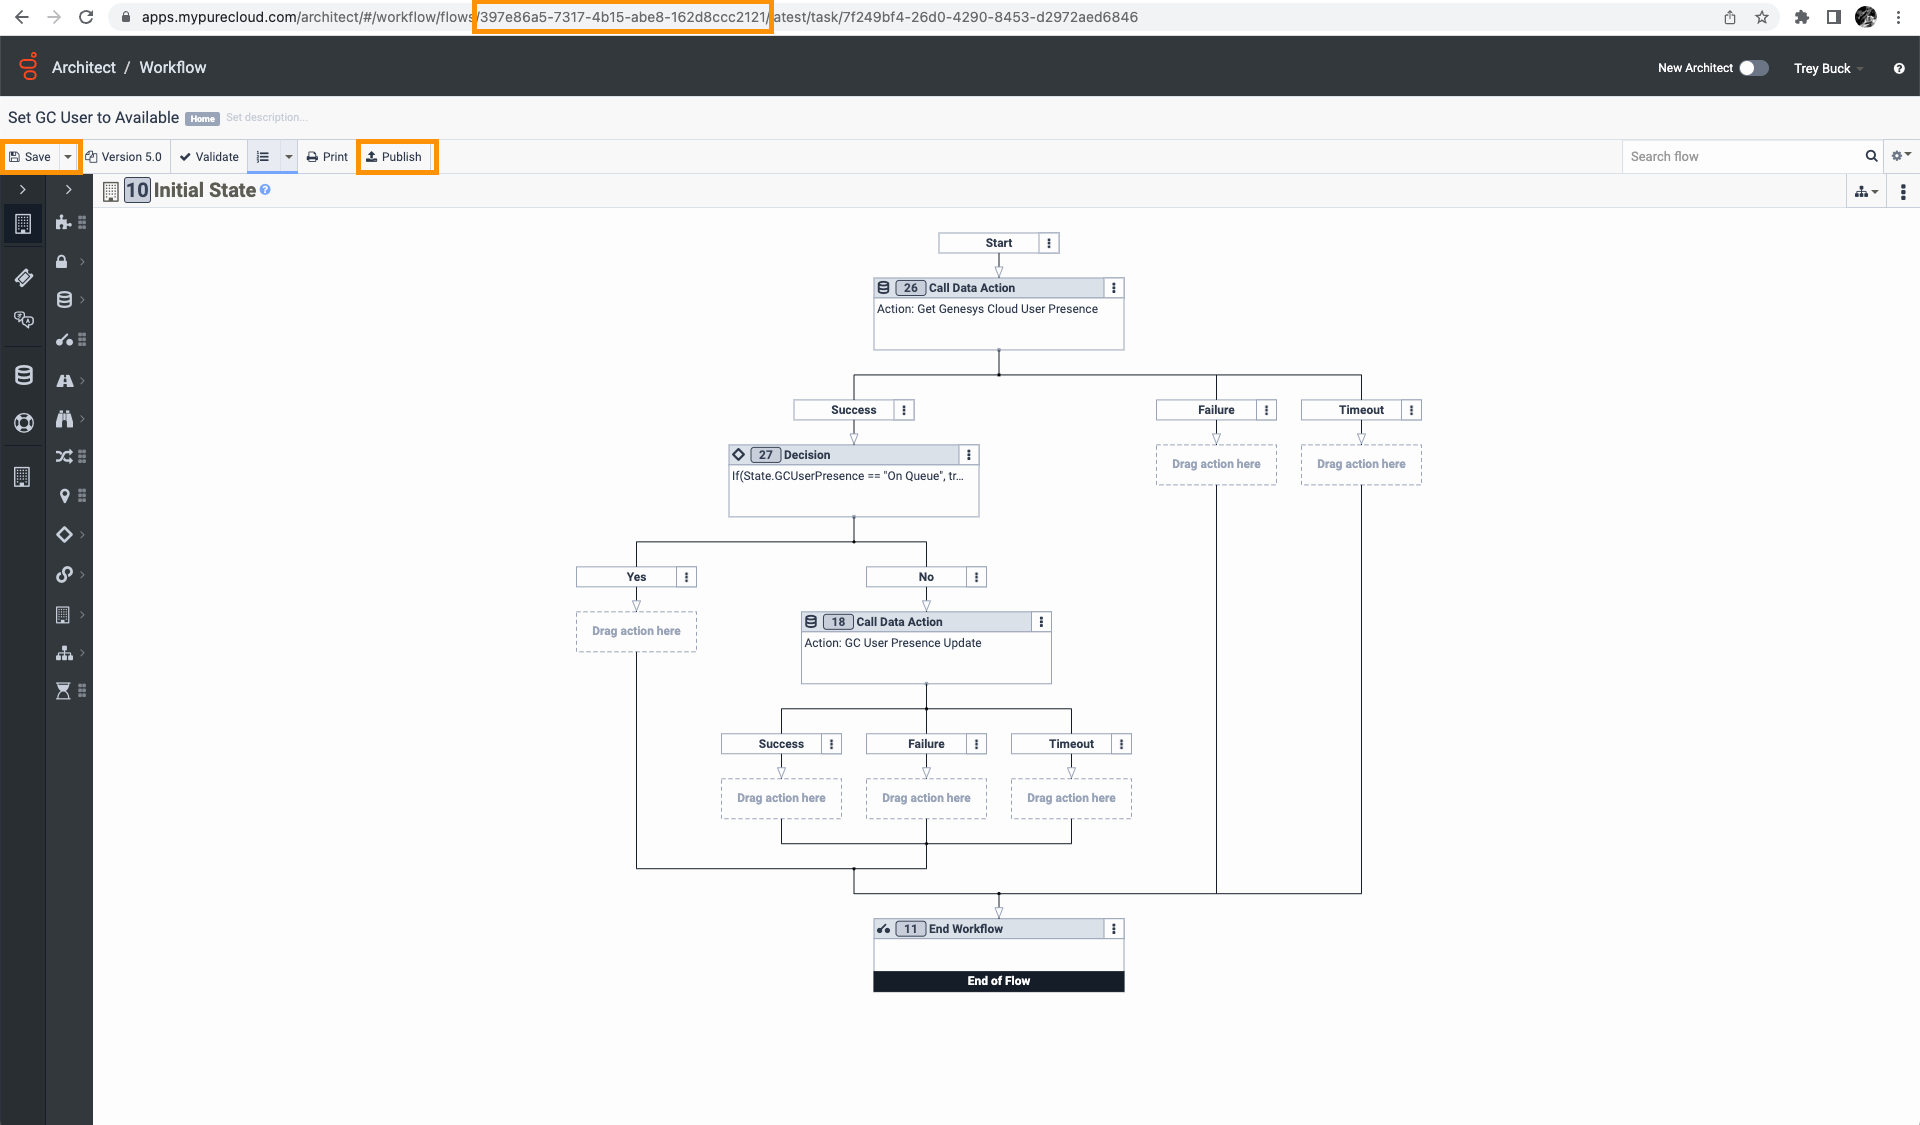 apps.mypurecloud.com/architect/#/workflow/flows/397e86a5-7317-4b15-abe8-162d8ccc2121/latest/task/7f249bf4-26d0-4290-8453-d2972aed6846
Architect / Workflow
New Architect
Trey Buck
Set GC User to Available
Home
Set description...
Save
Version 5.0
Validate
Print
Publish
Search flow
10 Initial State
Start
26 Call Data Action
Action: Get Genesys Cloud User Presence
Success
Failure
Timeout
27 Decision
If(State.GCUserPresence == "On Queue", tr...
Drag action here
Drag action here
Yes
No
Drag action here
18 Call Data Action
Action: GC User Presence Update
Success
Failure
Timeout
Drag action here
Drag action here
Drag action here
11 End Workflow
End of Flow